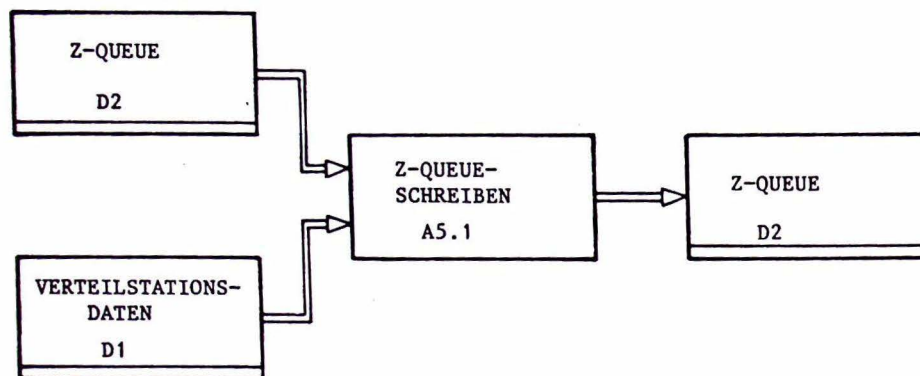 Z-QUEUE
D2
Z-QUEUE-
SCHREIBEN
A5.1
Z-QUEUE
D2
VERTEILSTATIONS-
DATEN
D1